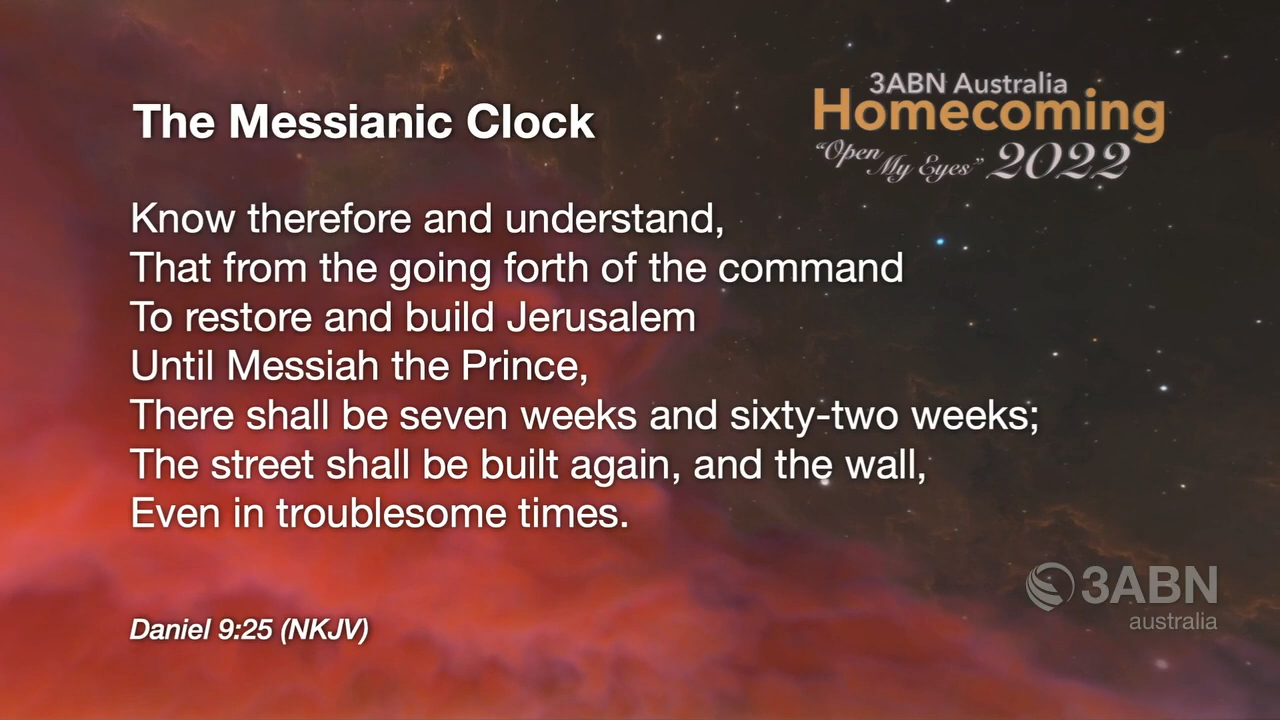 The Messianic Clock
3ABN Australia
Homecoming
"Open My Eyes" 2022
Know therefore and understand,
That from the going forth of the command
To restore and build Jerusalem
Until Messiah the Prince,
There shall be seven weeks and sixty-two weeks;
The street shall be built again, and the wall,
Even in troublesome times.
Daniel 9:25 (NKJV)
3ABN
australia